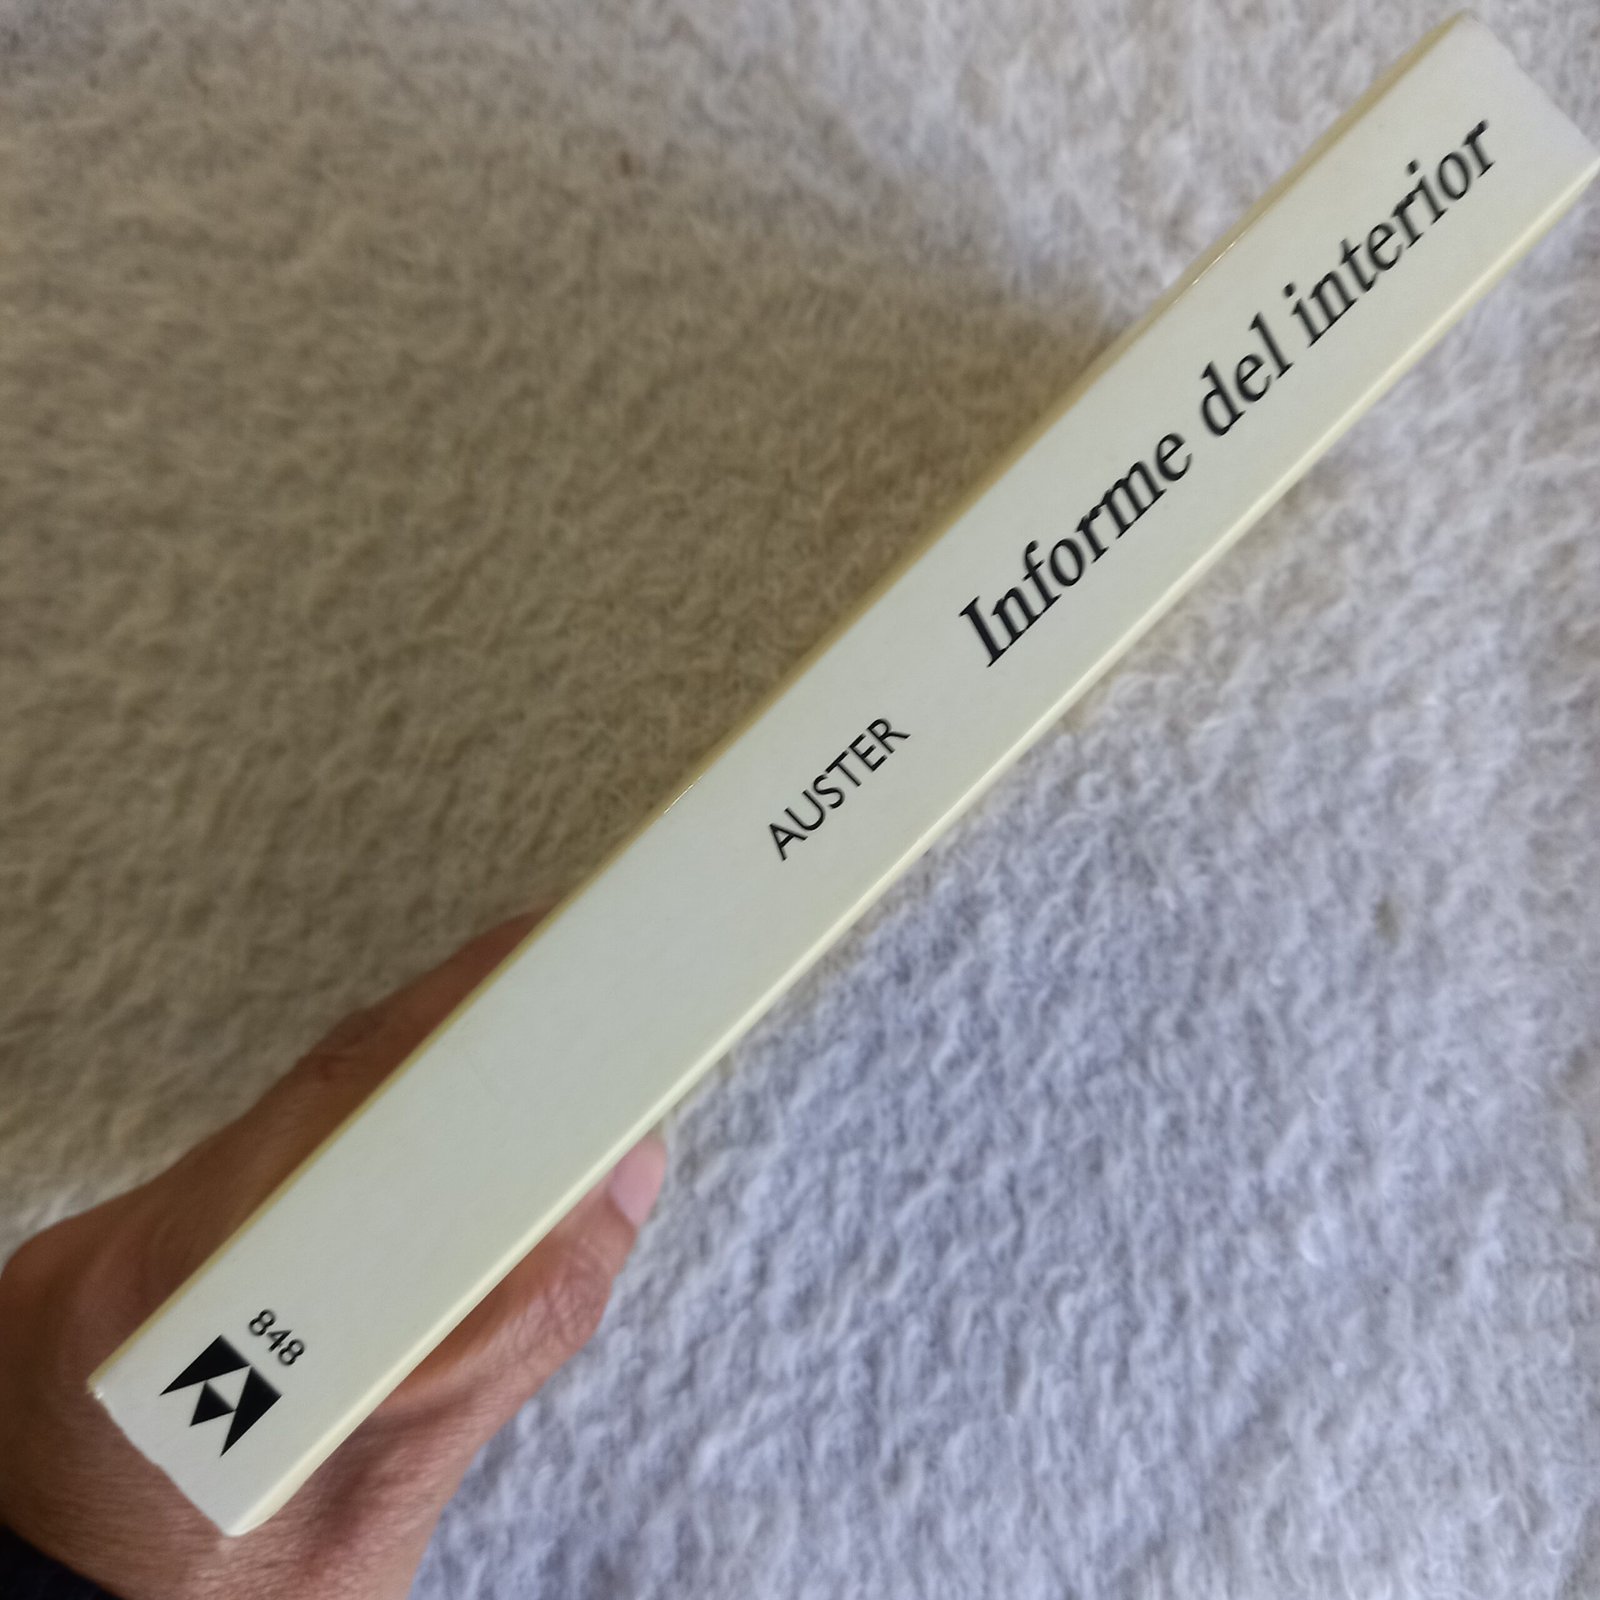 Informe del interior
AUSTER
848